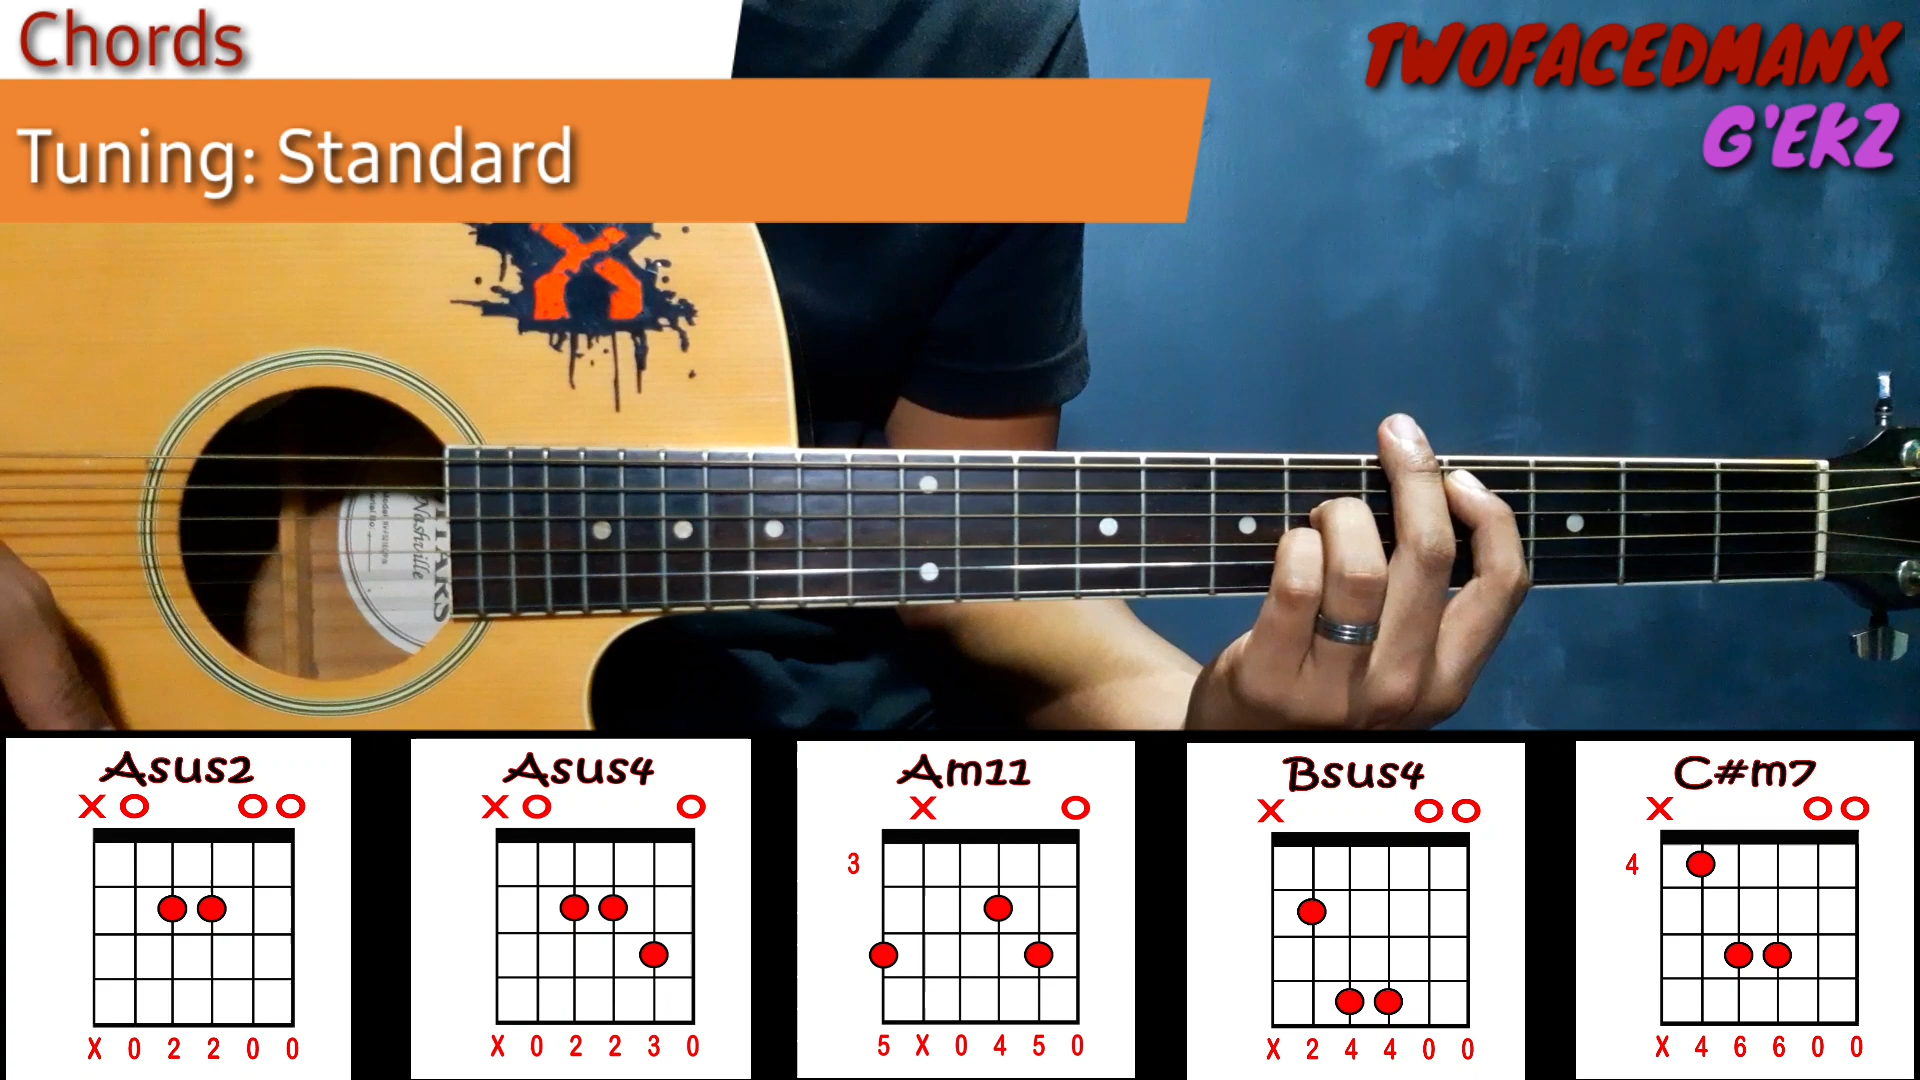 Chords
TWOFACEDMANX
G'EKZ
Tuning: Standard
Nashville
Asus2
X O O O
X 0 2 2 0 0
Asus4
X O O
X 0 2 2 3 0
Am11
X O
3
5 X 0 4 5 0
Bsus4
X O O
X 2 4 4 0 0
C#m7
X O O
4
X 4 6 6 0 0